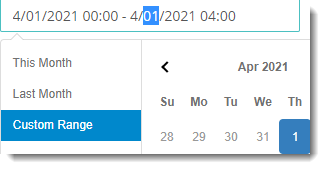 4/01/2021 00:00 - 4/01/2021 04:00
This Month
Last Month
Custom Range
Apr 2021
Su Mo Tu We Th
28 29 30 31 1